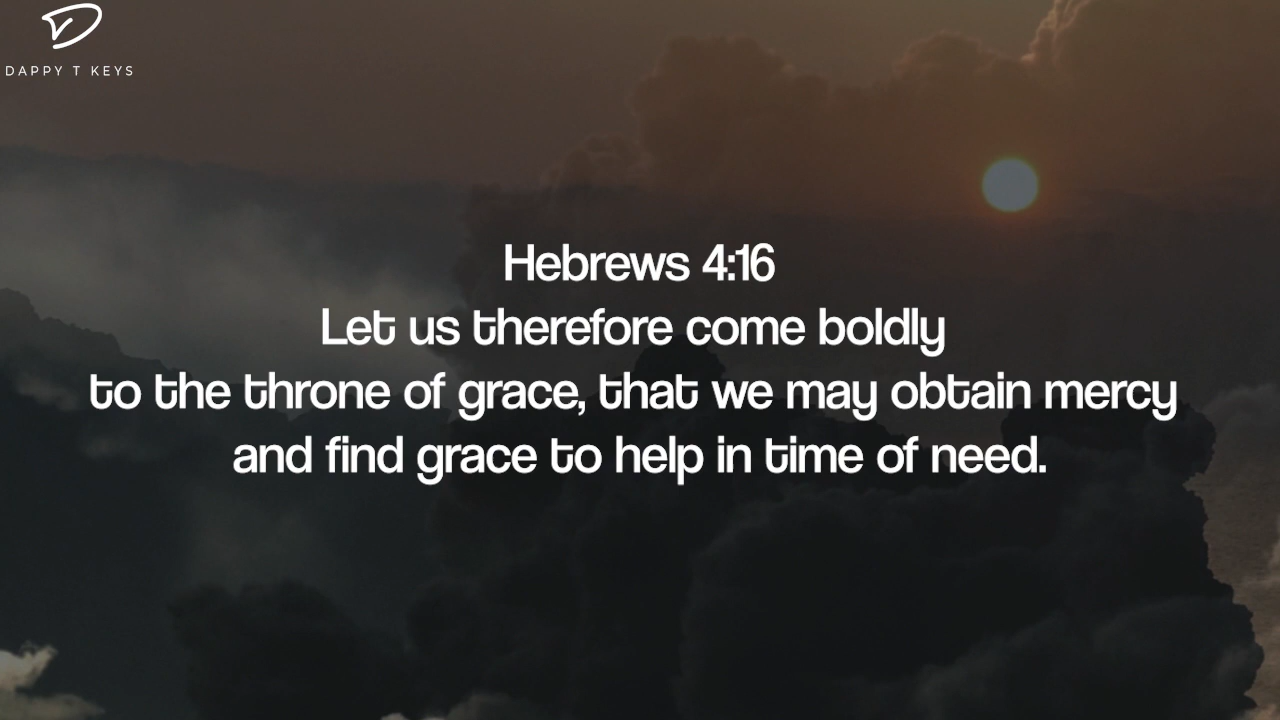 DAPPY T KEYS
Hebrews 4:16
Let us therefore come boldly
to the throne of grace, that we may obtain mercy
and find grace to help in time of need.